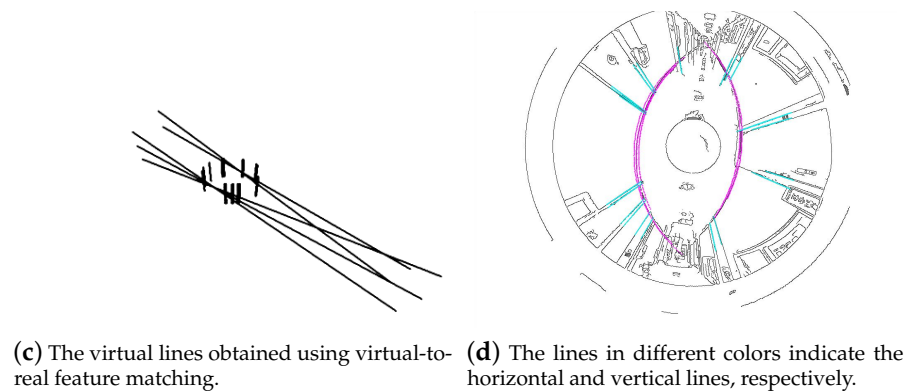 (c) The virtual lines obtained using virtual-to-
real feature matching.
(d) The lines in different colors indicate the
horizontal and vertical lines, respectively.